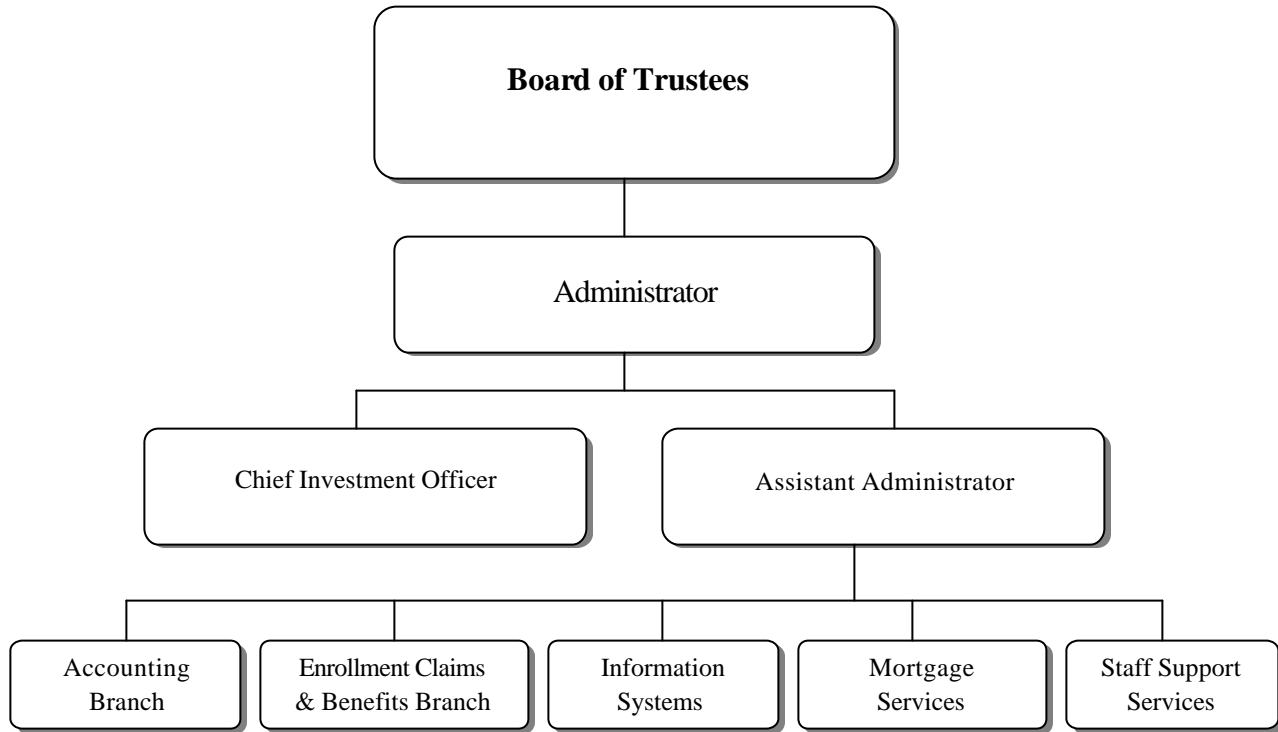 Board of Trustees
Administrator
Chief Investment Officer
Assistant Administrator
Accounting
Branch
Enrollment Claims
& Benefits Branch
Information
Systems
Mortgage
Services
Staff Support
Services